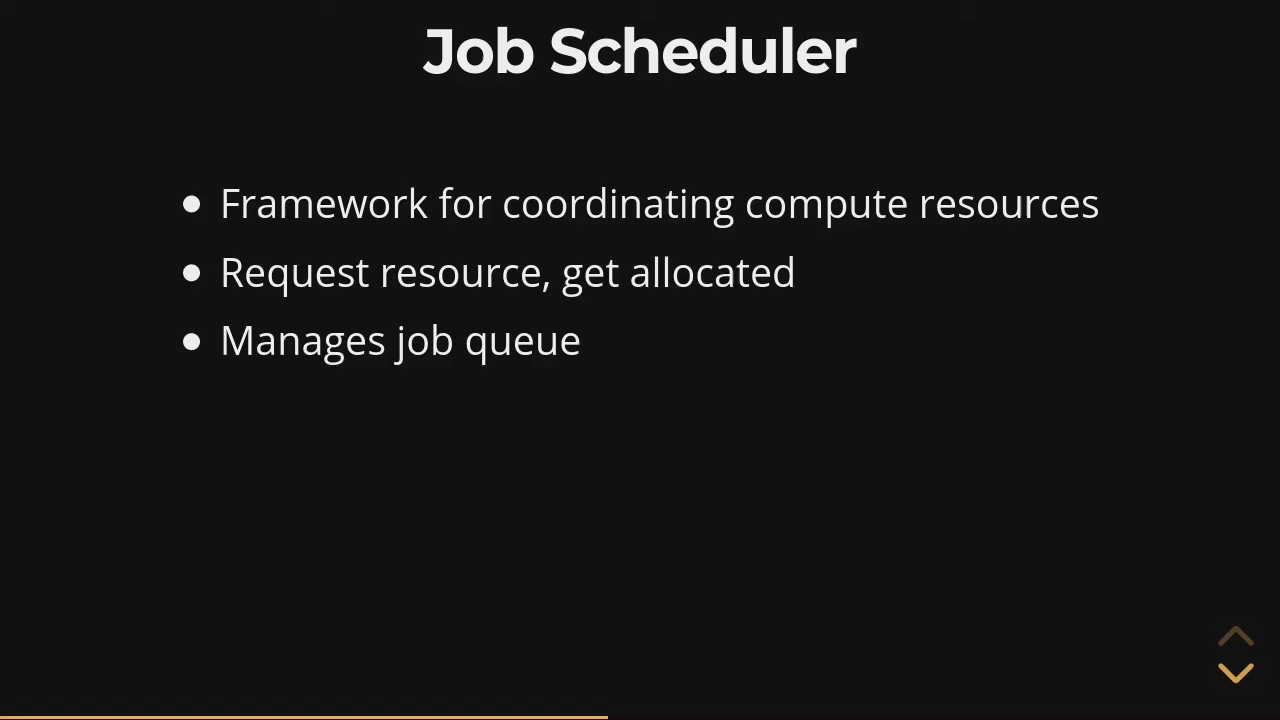 Job Scheduler
Framework for coordinating compute resources
Request resource, get allocated
Manages job queue